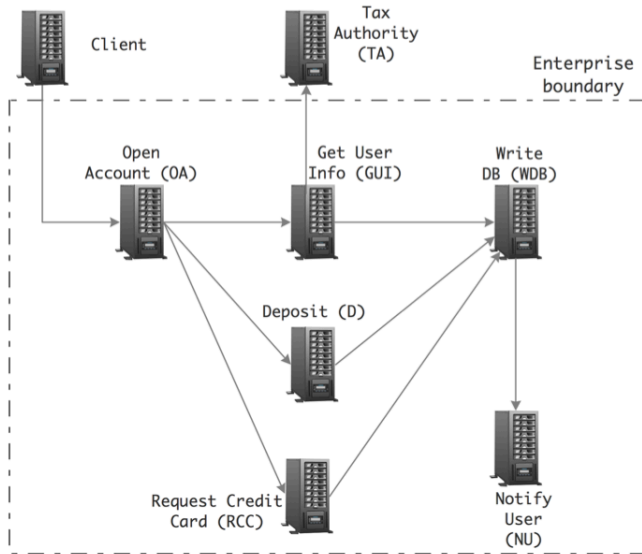 Client
Tax
Authority
(TA)
Enterprise
boundary
Open
Account (OA)
Get User
Info (GUI)
Write
DB (WDB)
Deposit (D)
Request Credit
Card (RCC)
Notify
User
(NU)